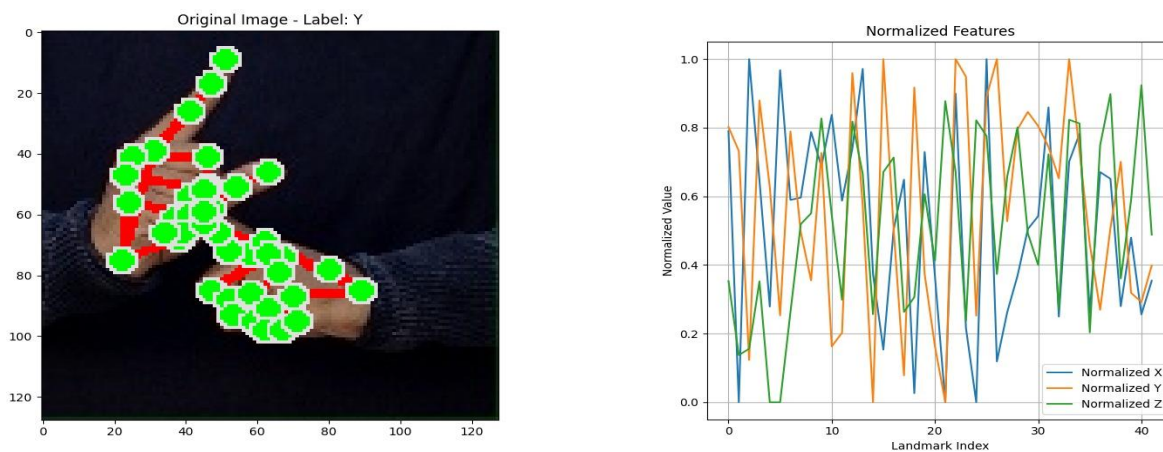 Original Image - Label: Y
0
20
40
60
80
100
120
0 20 40 60 80 100 120
Normalized Features
Normalized Value
1.0
0.8
0.6
0.4
0.2
0.0
Normalized X
Normalized Y
Normalized Z
0 10 20 30 40
Landmark Index